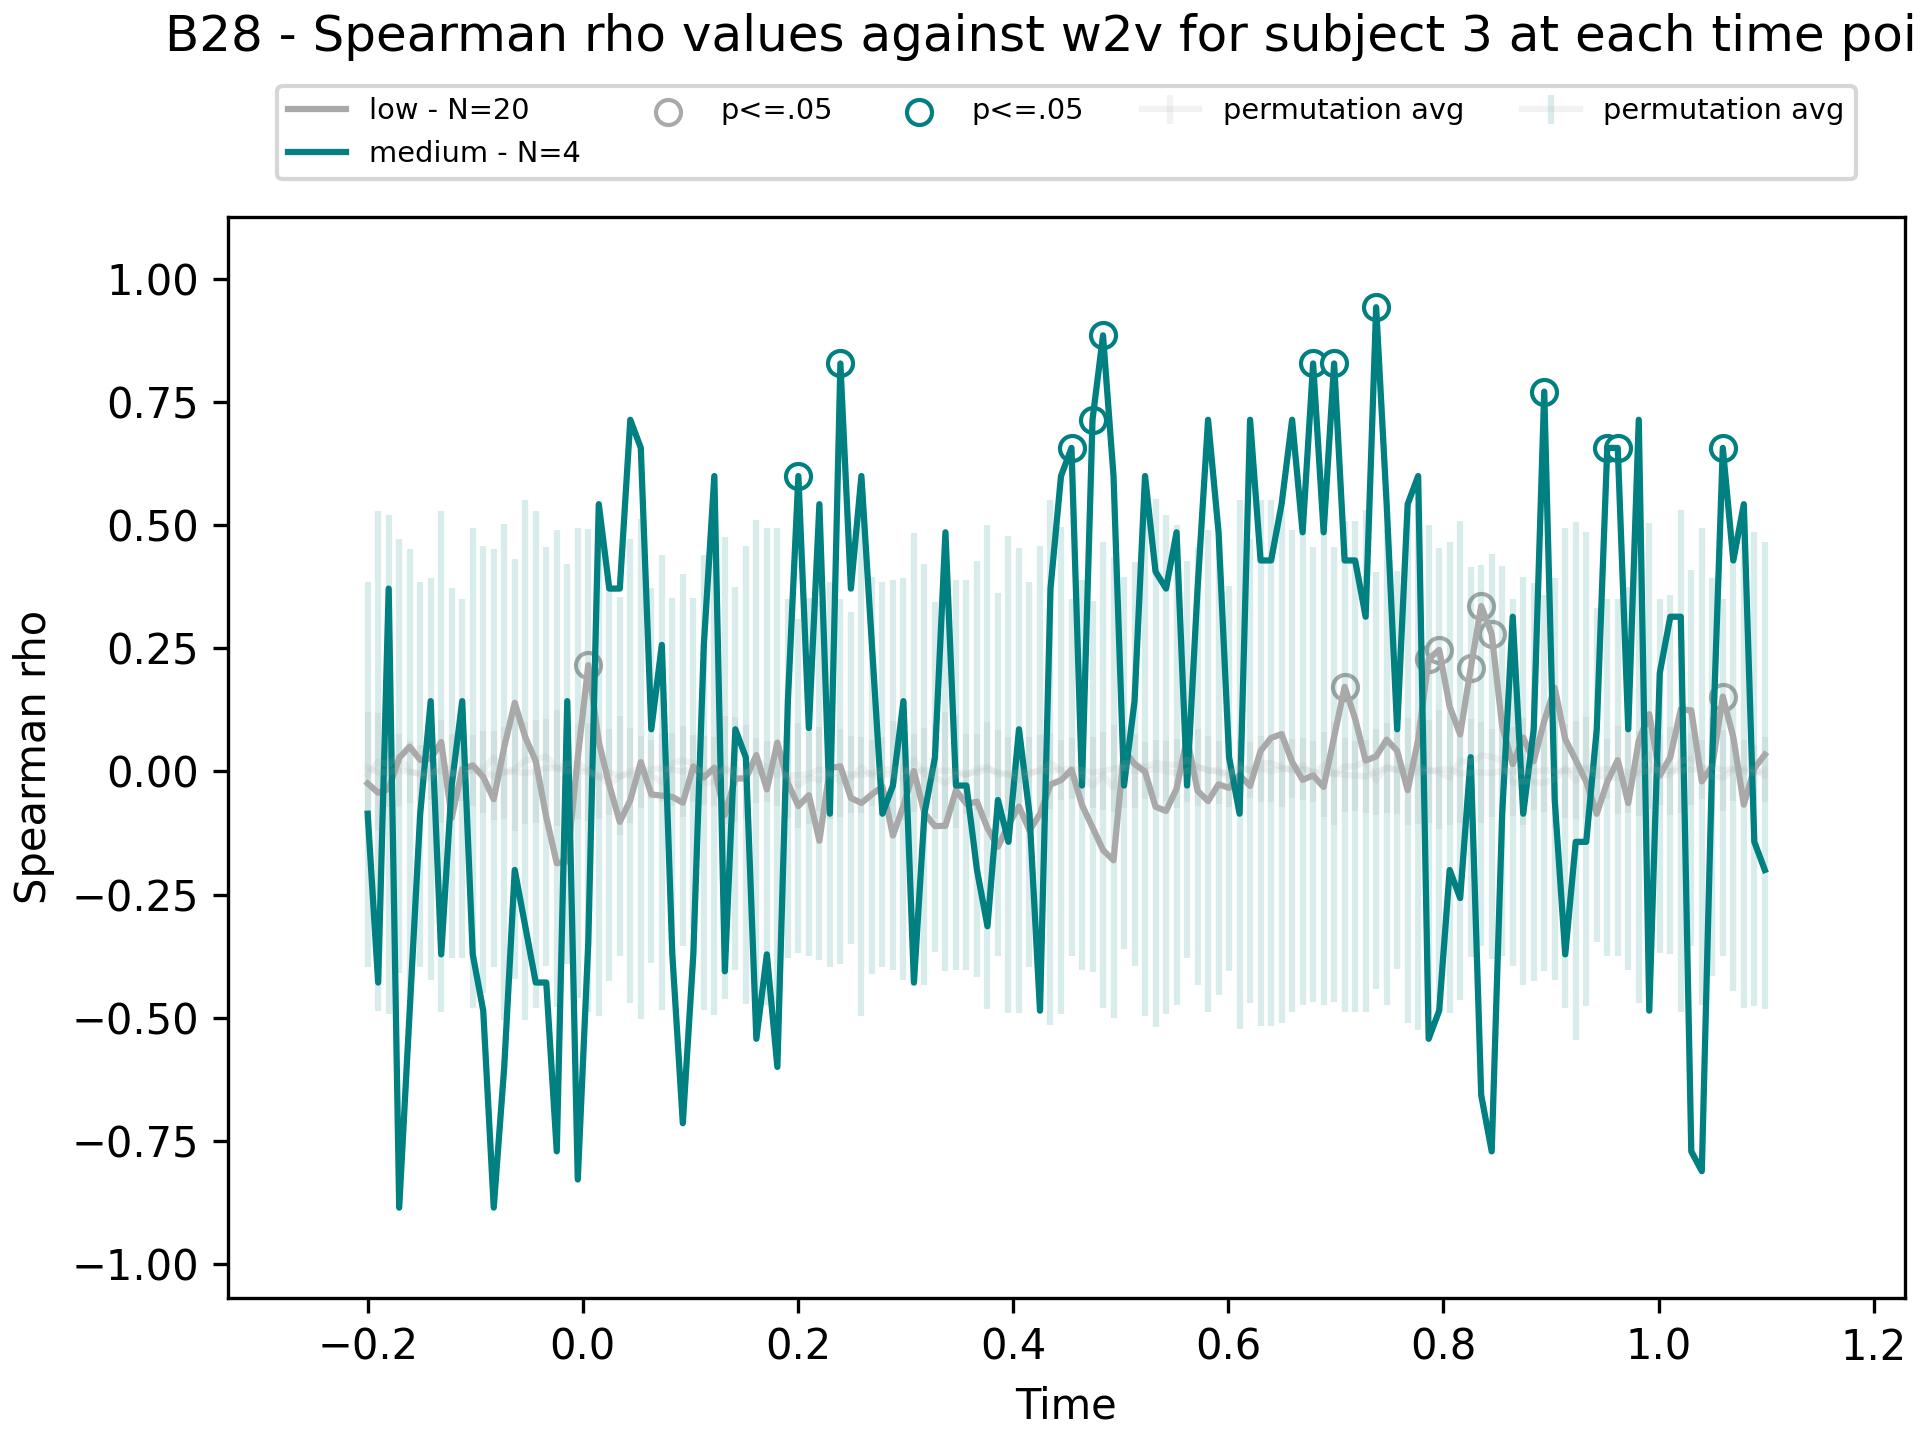 B28 - Spearman rho values against w2v for subject 3 at each time poi
low - N=20
medium - N=4
p<=.05
p<=.05
permutation avg
permutation avg
Spearman rho
1.00
0.75
0.50
0.25
0.00
−0.25
−0.50
−0.75
−1.00
−0.2 0.0 0.2 0.4 0.6 0.8 1.0 1.2
Time